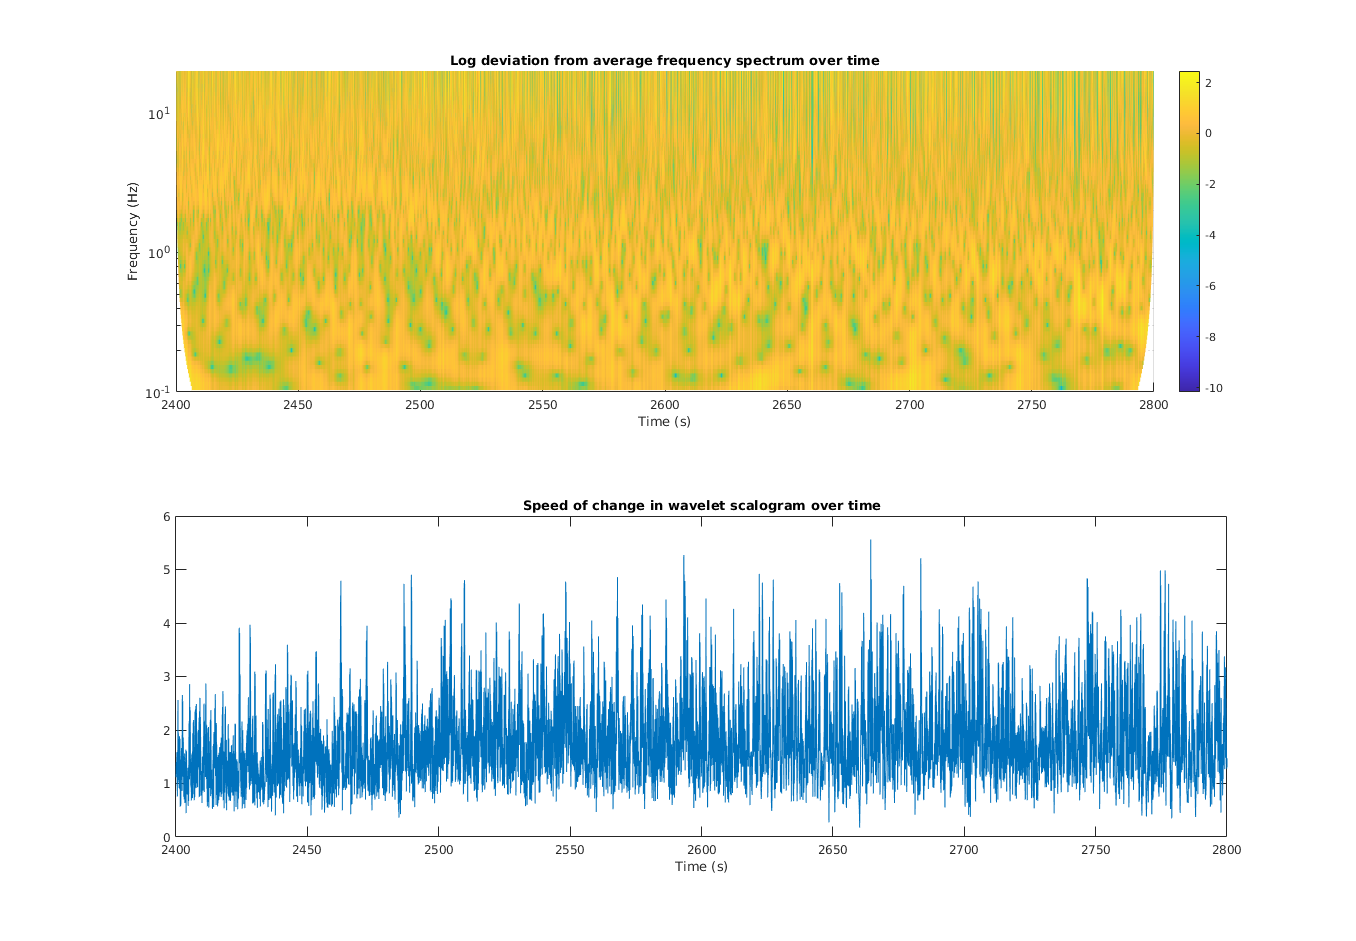 Log deviation from average frequency spectrum over time
Frequency (Hz)
10^1
10^0
10^-1
2400 2450 2500 2550 2600 2650 2700 2750 2800
Time (s)
2
0
-2
-4
-6
-8
-10
Speed of change in wavelet scalogram over time
6
5
4
3
2
1
0
2400 2450 2500 2550 2600 2650 2700 2750 2800
Time (s)